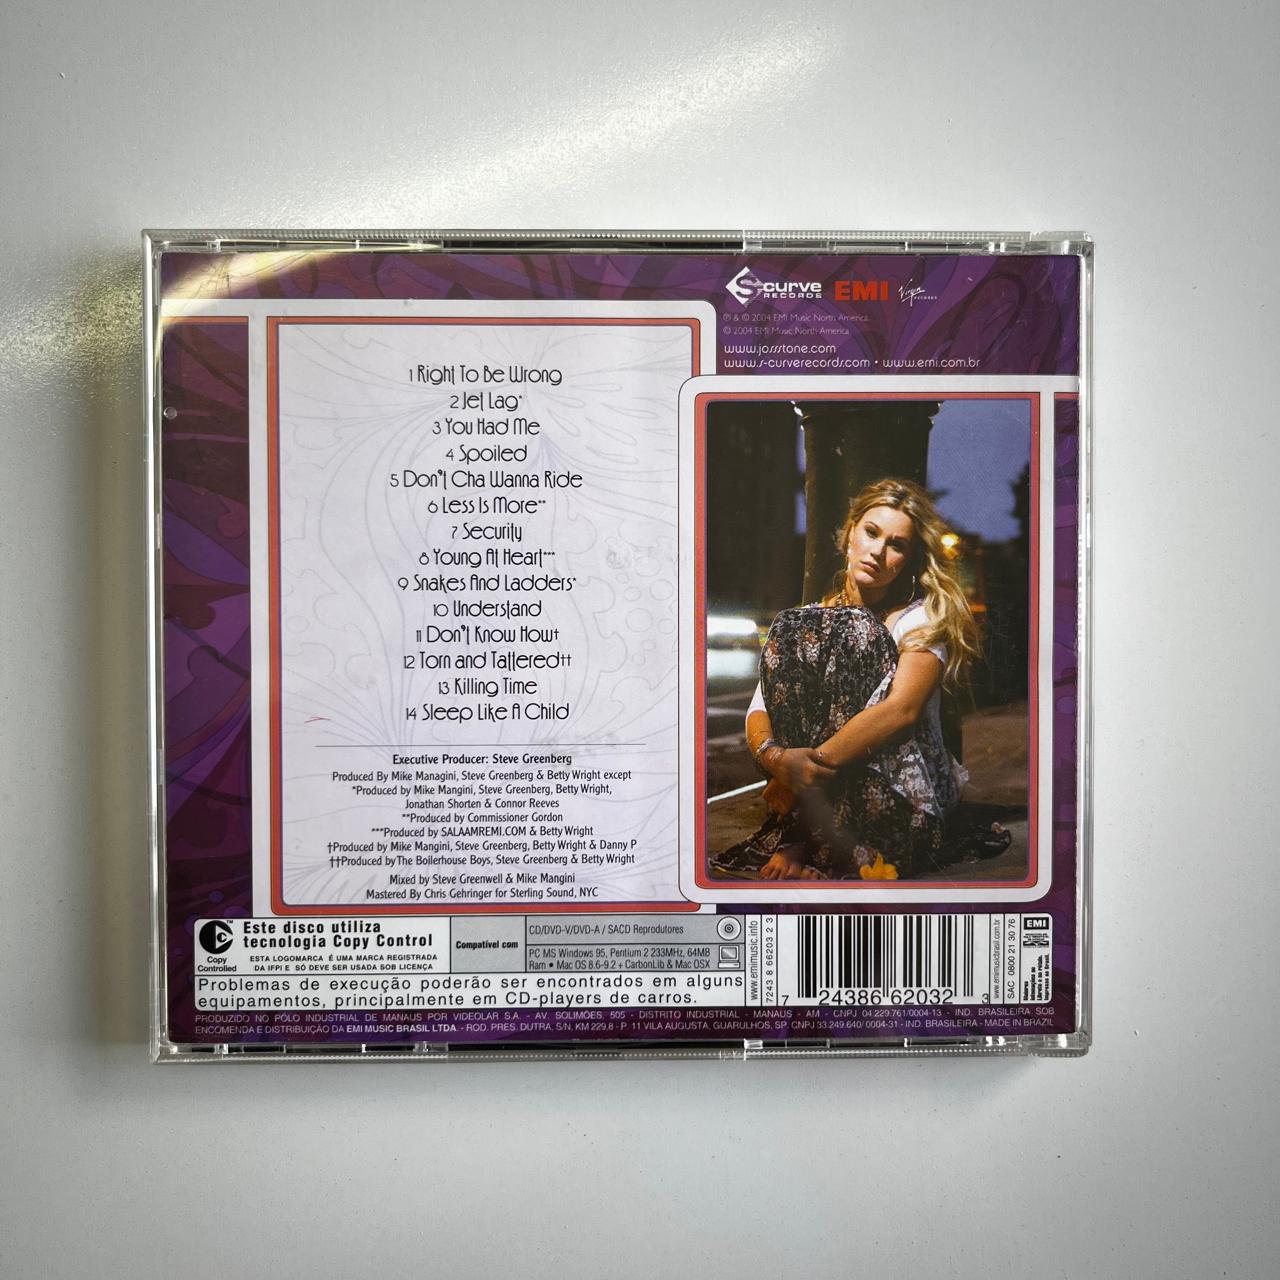 S-curve
RECORDS
EMI
Virgin
RECORDS
℗ & © 2004 EMI Music North America.
© 2004 EMI Music North America
www.jossstone.com
www.s-curverecords.com • www.emi.com.br
1 Right To Be Wrong
2 Jet Lag*
3 You Had Me
4 Spoiled
5 Don't Cha Wanna Ride
6 Less Is More**
7 Security
8 Young At Heart***
9 Snakes And Ladders*
10 Understand
11 Don't Know How†
12 Torn and Tattered††
13 Killing Time
14 Sleep Like A Child
Executive Producer: Steve Greenberg
Produced By Mike Managini, Steve Greenberg & Betty Wright except
*Produced by Mike Mangini, Steve Greenberg, Betty Wright,
Jonathan Shorten & Connor Reeves
**Produced by Commissioner Gordon
***Produced by SALAAMREMI.COM & Betty Wright
†Produced by Mike Mangini, Steve Greenberg, Betty Wright & Danny P
††Produced by The Boilerhouse Boys, Steve Greenberg & Betty Wright
Mixed by Steve Greenwell & Mike Mangini
Mastered By Chris Gehringer for Sterling Sound, NYC
TM
Copy
Controlled
Este disco utiliza
tecnologia Copy Control
ESTA LOGOMARCA É UMA MARCA REGISTRADA
DA IFPI E SÓ DEVE SER USADA SOB LICENÇA
Compatível com
CD/DVD-V/DVD-A / SACD Reprodutores
PC MS Windows 95, Pentium 2 233MHz, 64MB
Ram • Mac OS 8.6-9.2 + CarbonLib & Mac OSX
Problemas de execução poderão ser encontrados em alguns
equipamentos, principalmente em CD-players de carros.
www.emimusic.info
7243 8 66203 2 3
7 24386 62032 3
www.emimusicbrasil.com.br
SAC 0800 21 30 76
EMI
PRODUZIDO NO PÓLO INDUSTRIAL DE MANAUS POR VIDEOLAR S.A. - AV. SOLIMÕES, 505 - DISTRITO INDUSTRIAL - MANAUS - AM - CNPJ 04.229.761/0004-13 - IND. BRASILEIRA SOB
ENCOMENDA E DISTRIBUIÇÃO DA EMI MUSIC BRASIL LTDA. - ROD. PRES. DUTRA, S/N, KM 229,8 - P. 11 VILA AUGUSTA, GUARULHOS, SP, CNPJ 33.249.640/0004-31 - IND. BRASILEIRA - MADE IN BRAZIL